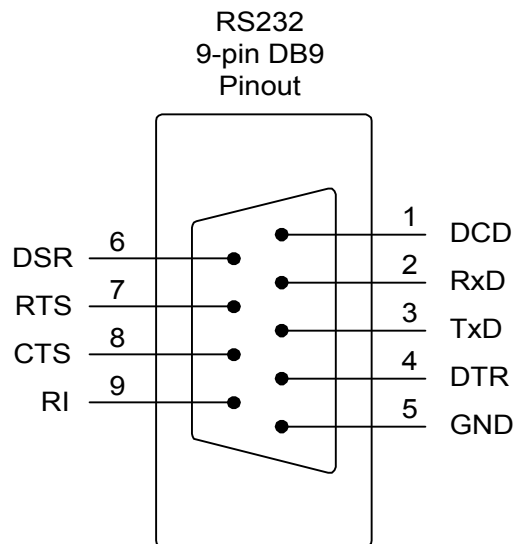 RS232
9-pin DB9
Pinout
1 DCD
6 DSR
2 RxD
7 RTS
3 TxD
8 CTS
4 DTR
9 RI
5 GND